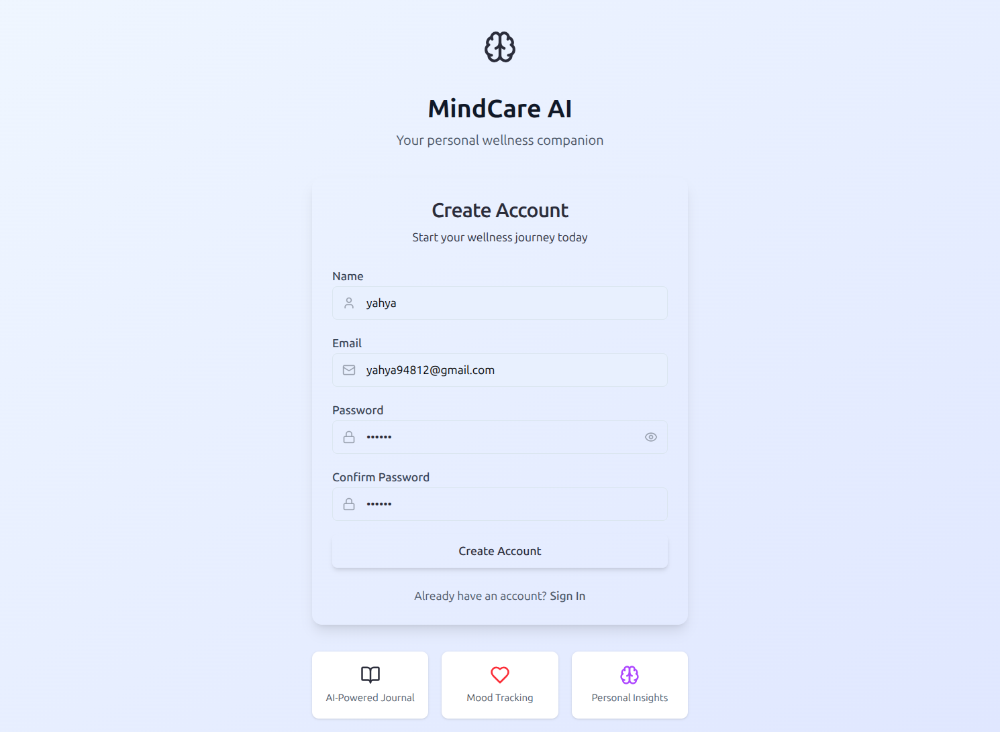 MindCare AI
Your personal wellness companion
Create Account
Start your wellness journey today
Name
yahya
Email
yahya94812@gmail.com
Password
••••••
Confirm Password
••••••
Create Account
Already have an account? Sign In
AI-Powered Journal
Mood Tracking
Personal Insights